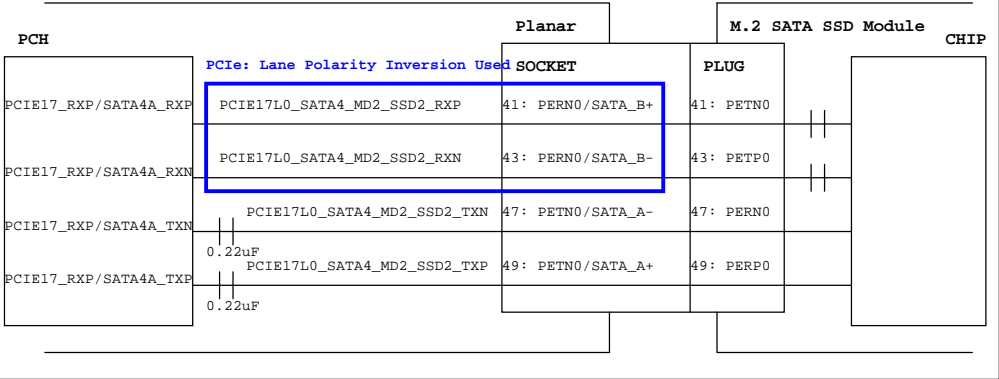 Planar
M.2 SATA SSD Module
PCH
CHIP
PCIe: Lane Polarity Inversion Used
SOCKET
PLUG
PCIE17_RXP/SATA4A_RXP
PCIE17L0_SATA4_MD2_SSD2_RXP
41: PERN0/SATA_B+
41: PETN0
PCIE17L0_SATA4_MD2_SSD2_RXN
43: PERN0/SATA_B-
43: PETP0
PCIE17_RXP/SATA4A_RXN
PCIE17L0_SATA4_MD2_SSD2_TXN
47: PETN0/SATA_A-
47: PERN0
PCIE17_RXP/SATA4A_TXN
0.22uF
PCIE17L0_SATA4_MD2_SSD2_TXP
49: PETN0/SATA_A+
49: PERP0
PCIE17_RXP/SATA4A_TXP
0.22uF